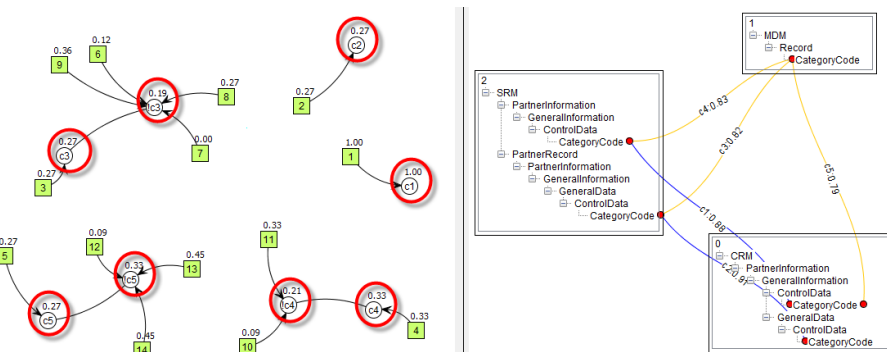 0.36
9
0.12
6
0.27
8
0.19
!c3
0.00
7
0.27
c3
0.27
3
0.27
c2
0.27
2
1.00
1
1.00
c1
0.27
5
0.09
12
0.33
c5
0.45
13
0.27
c5
0.45
14
0.33
11
0.21
!c4
0.33
c4
0.33
4
0.09
10
1
MDM
Record
CategoryCode
2
SRM
PartnerInformation
GeneralInformation
ControlData
CategoryCode
PartnerRecord
PartnerInformation
GeneralInformation
GeneralData
ControlData
CategoryCode
c4:0.83
c3:0.82
c5:0.79
c1:0.88
0
CRM
PartnerInformation
GeneralInformation
ControlData
CategoryCode
GeneralData
ControlData
CategoryCode